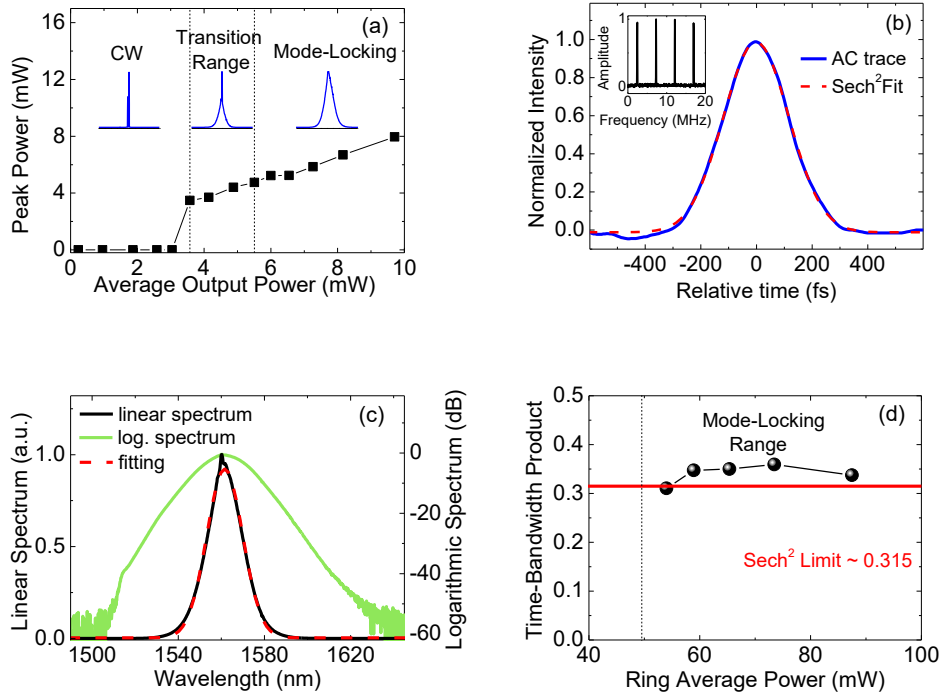 (a)
Peak Power (mW)
16
12
8
4
0
CW
Transition
Range
Mode-Locking
0 2 4 6 8 10
Average Output Power (mW)
(b)
Normalized Intensity
1.0
0.8
0.6
0.4
0.2
0.0
Amplitude
1
0
0 10 20
Frequency (MHz)
AC trace
Sech² Fit
-400 -200 0 200 400
Relative time (fs)
(c)
Linear Spectrum (a.u.)
1.0
0.5
0.0
linear spectrum
log. spectrum
fitting
0
-20
-40
-60
Logarithmic Spectrum (dB)
1500 1540 1580 1620
Wavelength (nm)
(d)
Time-Bandwidth Product
0.5
0.4
0.3
0.2
0.1
0.0
Mode-Locking
Range
Sech² Limit ~ 0.315
40 60 80 100
Ring Average Power (mW)